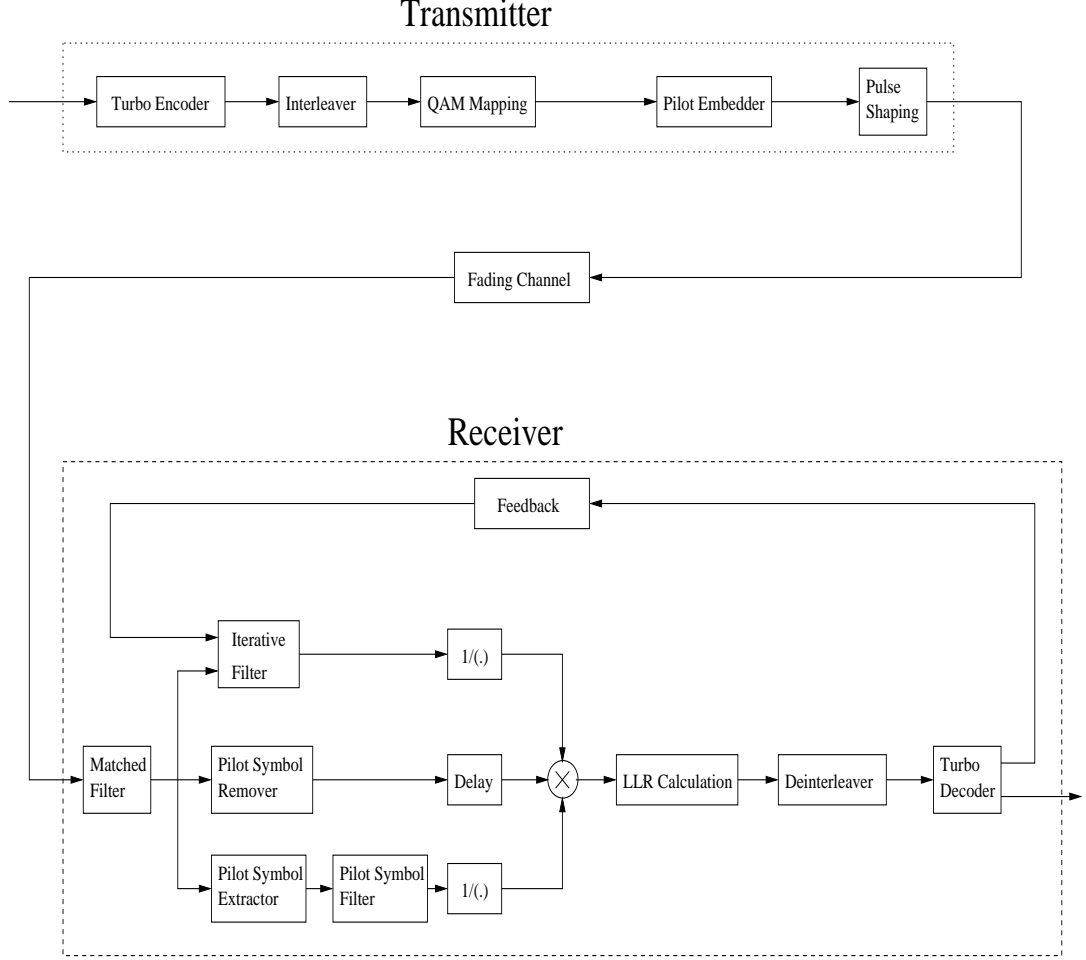 Transmitter
Turbo Encoder
Interleaver
QAM Mapping
Pilot Embedder
Pulse
Shaping
Fading Channel
Receiver
Feedback
Iterative
Filter
1/(.)
Matched
Filter
Pilot Symbol
Remover
Delay
LLR Calculation
Deinterleaver
Turbo
Decoder
Pilot Symbol
Extractor
Pilot Symbol
Filter
1/(.)